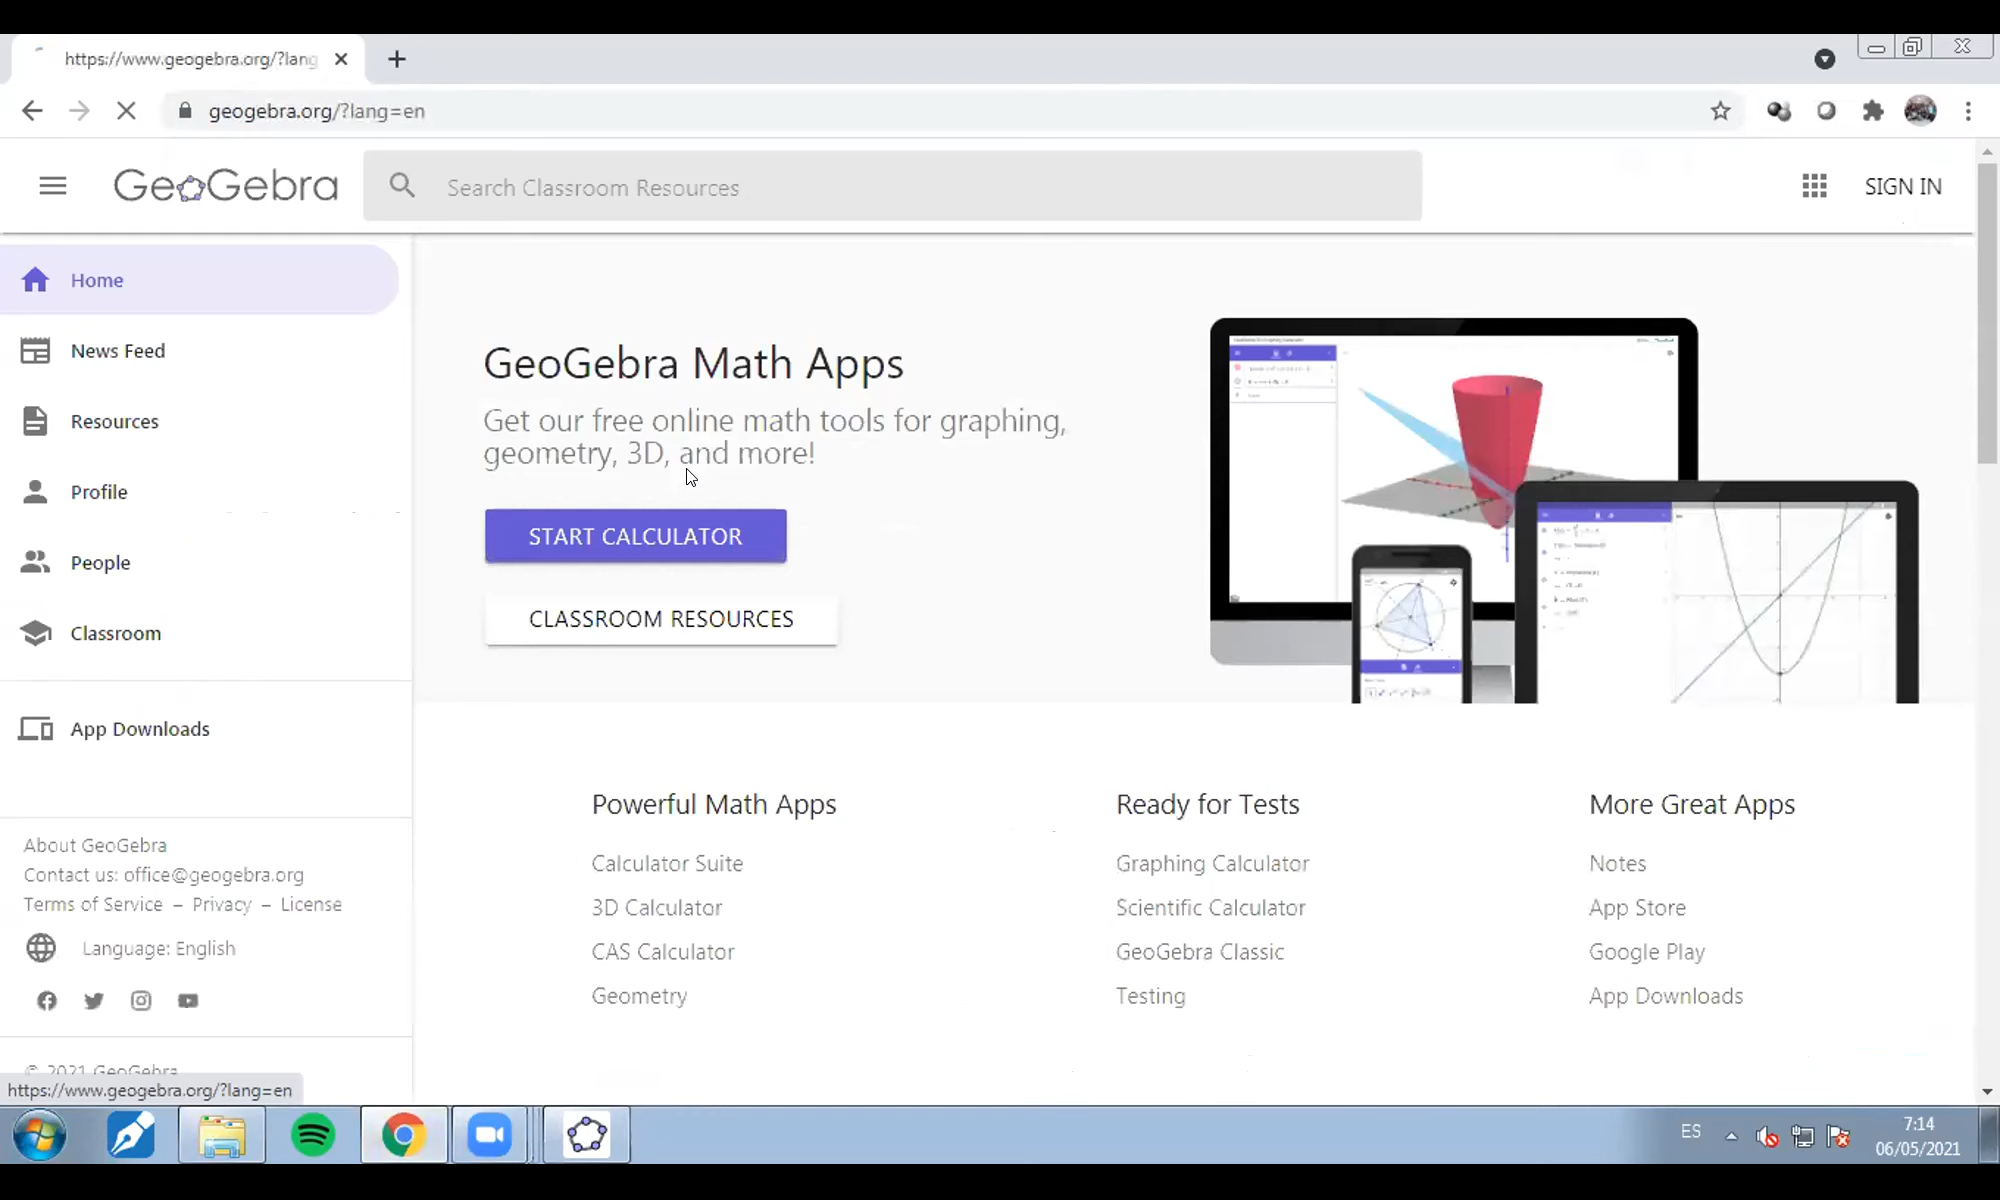 https://www.geogebra.org/?lang
geogebra.org/?lang=en
GeoGebra
Search Classroom Resources
SIGN IN
Home
News Feed
Resources
Profile
People
Classroom
App Downloads
GeoGebra Math Apps
Get our free online math tools for graphing,
geometry, 3D, and more!
START CALCULATOR
CLASSROOM RESOURCES
Powerful Math Apps
Calculator Suite
3D Calculator
CAS Calculator
Geometry
Ready for Tests
Graphing Calculator
Scientific Calculator
GeoGebra Classic
Testing
More Great Apps
Notes
App Store
Google Play
App Downloads
About GeoGebra
Contact us: office@geogebra.org
Terms of Service – Privacy – License
Language: English
© 2021 GeoGebra
https://www.geogebra.org/?lang=en
ES
7:14
06/05/2021